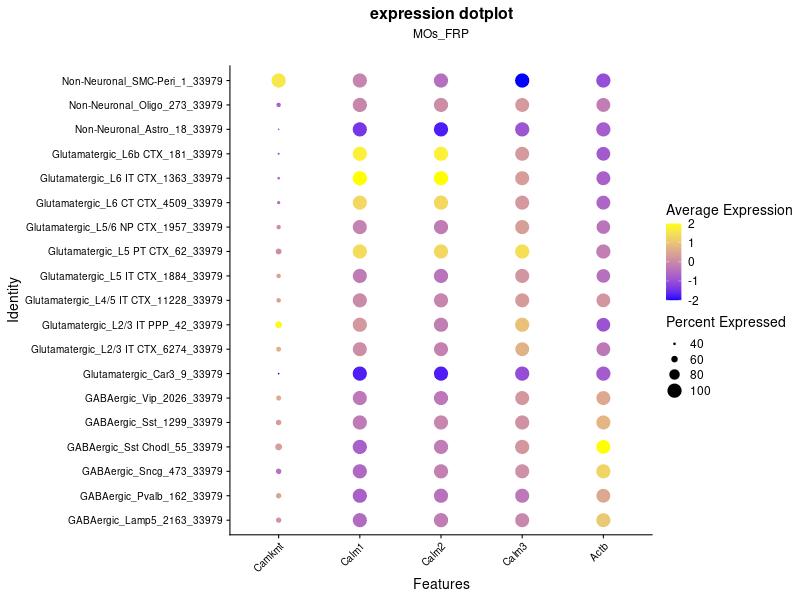 expression dotplot
MOs_FRP
Non-Neuronal_SMC-Peri_1_33979
Non-Neuronal_Oligo_273_33979
Non-Neuronal_Astro_18_33979
Glutamatergic_L6b CTX_181_33979
Glutamatergic_L6 IT CTX_1363_33979
Glutamatergic_L6 CT CTX_4509_33979
Glutamatergic_L5/6 NP CTX_1957_33979
Glutamatergic_L5 PT CTX_62_33979
Glutamatergic_L5 IT CTX_1884_33979
Glutamatergic_L4/5 IT CTX_11228_33979
Glutamatergic_L2/3 IT PPP_42_33979
Glutamatergic_L2/3 IT CTX_6274_33979
Glutamatergic_Car3_9_33979
GABAergic_Vip_2026_33979
GABAergic_Sst_1299_33979
GABAergic_Sst Chodl_55_33979
GABAergic_Sncg_473_33979
GABAergic_Pvalb_162_33979
GABAergic_Lamp5_2163_33979
Identity
Camkmt
Calm1
Calm2
Calm3
Actb
Features
Average Expression
2
1
0
-1
-2
Percent Expressed
40
60
80
100